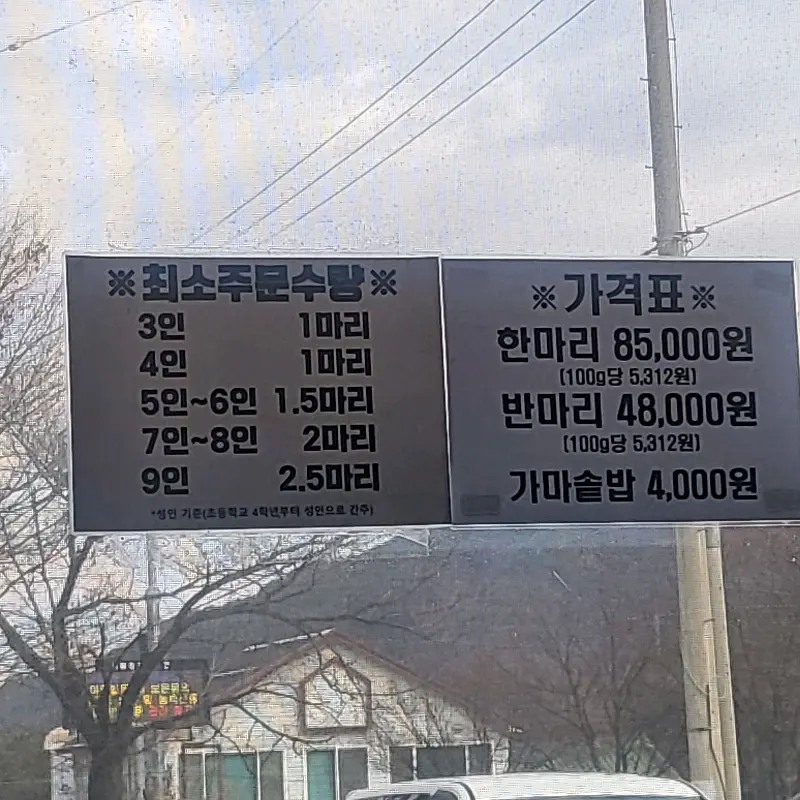 ※최소주문수량※
3인 1마리
4인 1마리
5인~6인 1.5마리
7인~8인 2마리
9인 2.5마리
*성인 기준(초등학교 4학년부터 성인으로 간주)
※가격표※
한마리 85,000원
(100g당 5,312원)
반마리 48,000원
(100g당 5,312원)
가마솥밥 4,000원